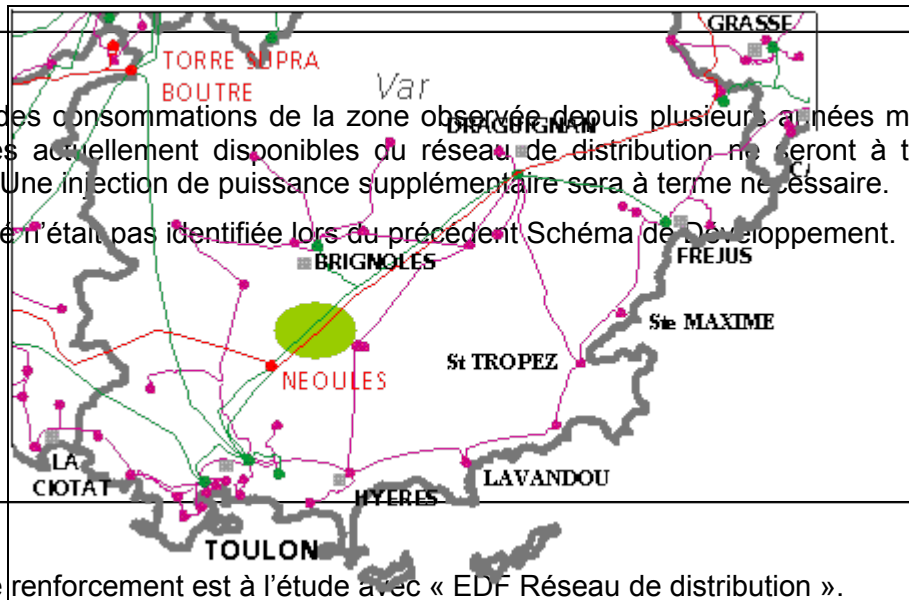 GRASSE
TORRE SUPRA
BOUTRE
Var
des consommations de la zone observée depuis plusieurs années m
DRAGUIGNAN
es actuellement disponibles du réseau de distribution ne seront à t
Une injection de puissance supplémentaire sera à terme nécessaire.
é n'était pas identifiée lors du précédent Schéma de Développement.
BRIGNOLES
FREJUS
Ste MAXIME
St TROPEZ
NEOULES
LA
CIOTAT
LAVANDOU
HYERES
TOULON
e renforcement est à l'étude avec « EDF Réseau de distribution ».